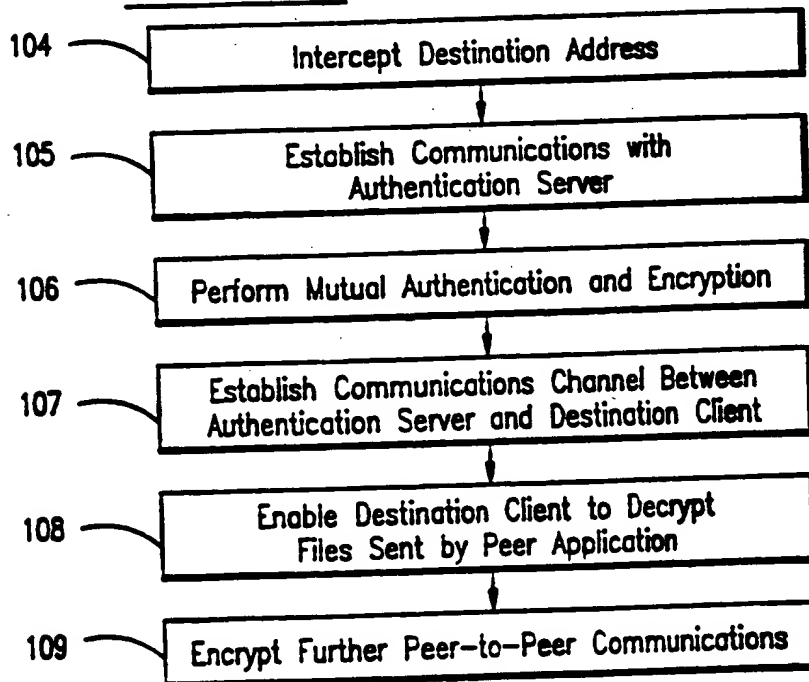 104
Intercept Destination Address
105
Establish Communications with
Authentication Server
106
Perform Mutual Authentication and Encryption
107
Establish Communications Channel Between
Authentication Server and Destination Client
108
Enable Destination Client to Decrypt
Files Sent by Peer Application
109
Encrypt Further Peer-to-Peer Communications